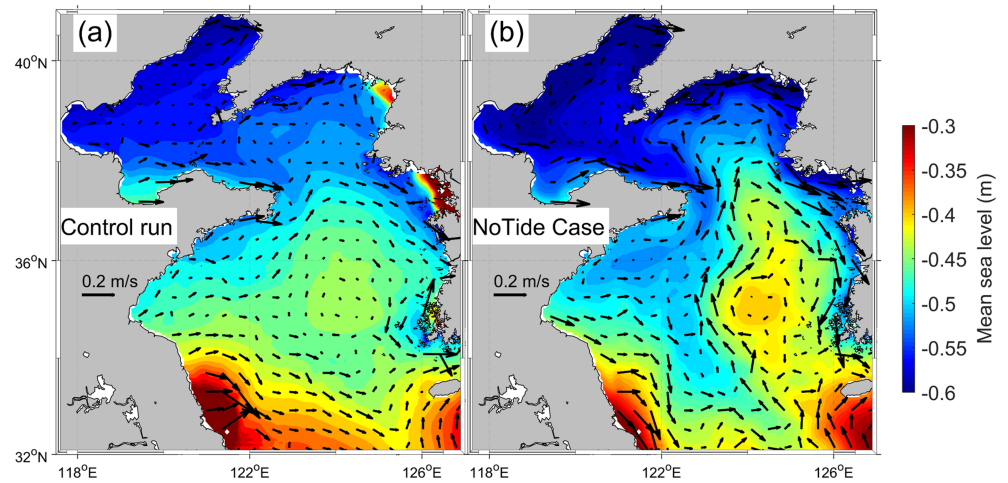 (a)
(b)
40°N
Control run
NoTide Case
36°N
0.2 m/s
0.2 m/s
32°N
118°E
122°E
126°E
118°E
122°E
126°E
-0.3
-0.35
-0.4
-0.45
-0.5
-0.55
-0.6
Mean sea level (m)